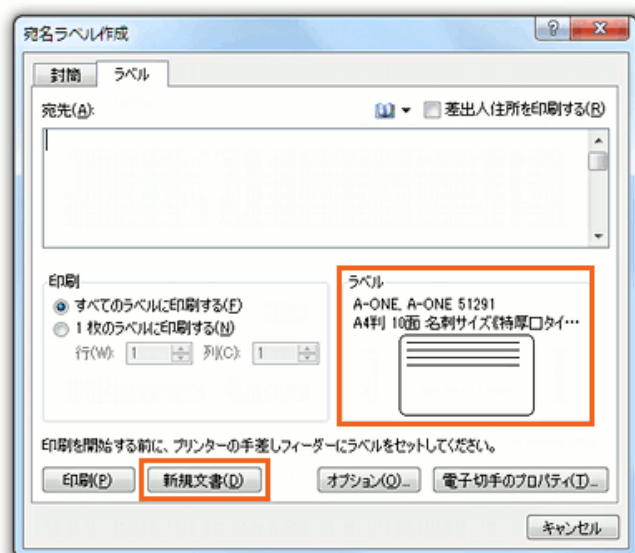 宛名ラベル作成
封筒 ラベル
宛先(A): 差出人住所を印刷する(R)
印刷
すべてのラベルに印刷する(F)
1 枚のラベルに印刷する(N)
行(W): 1 列(C): 1
ラベル
A-ONE, A-ONE 51291
A4判 10面 名刺サイズ《特厚口タイ…
印刷を開始する前に、プリンターの手差しフィーダーにラベルをセットしてください。
印刷(P) 新規文書(D) オプション(O)... 電子切手のプロパティ(T)...
キャンセル